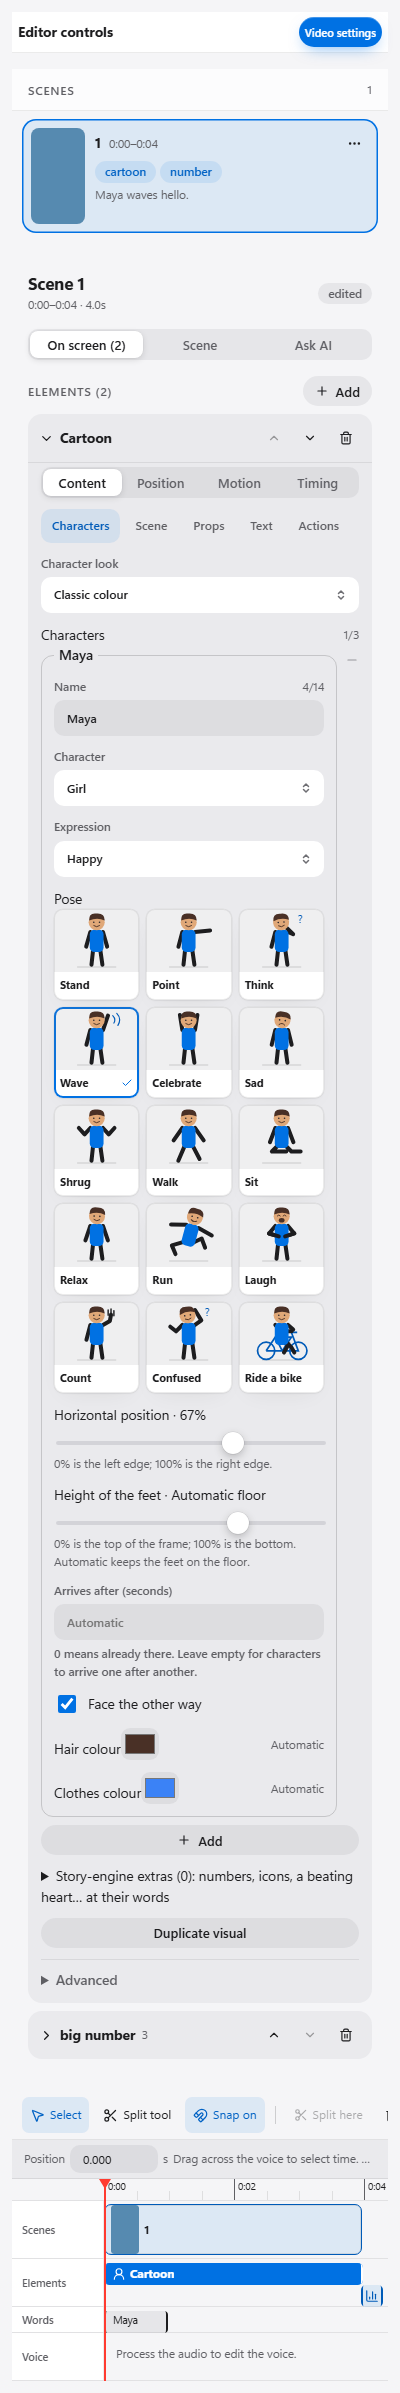 Editor controls
Video settings
SCENES
1
1 0:00–0:04
cartoon number
Maya waves hello.
Scene 1
0:00–0:04 · 4.0s
edited
On screen (2) Scene Ask AI
ELEMENTS (2)
Add
Cartoon
Content Position Motion Timing
Characters Scene Props Text Actions
Character look
Classic colour
Characters
1/3
Maya
Name
4/14
Maya
Character
Girl
Expression
Happy
Pose
?
Stand Point Think
Wave Celebrate Sad
Shrug Walk Sit
Relax Run Laugh
?
Count Confused Ride a bike
Horizontal position · 67%
0% is the left edge; 100% is the right edge.
Height of the feet · Automatic floor
0% is the top of the frame; 100% is the bottom.
Automatic keeps the feet on the floor.
Arrives after (seconds)
Automatic
0 means already there. Leave empty for characters
to arrive one after another.
Face the other way
Hair colour
Automatic
Clothes colour
Automatic
Add
Story-engine extras (0): numbers, icons, a beating
heart... at their words
Duplicate visual
Advanced
big number 3
Select Split tool Snap on Split here
Position 0.000 s Drag across the voice to select time. ...
0:00 0:02 0:04
Scenes
1
Elements
Cartoon
Words
Maya
Voice
Process the audio to edit the voice.